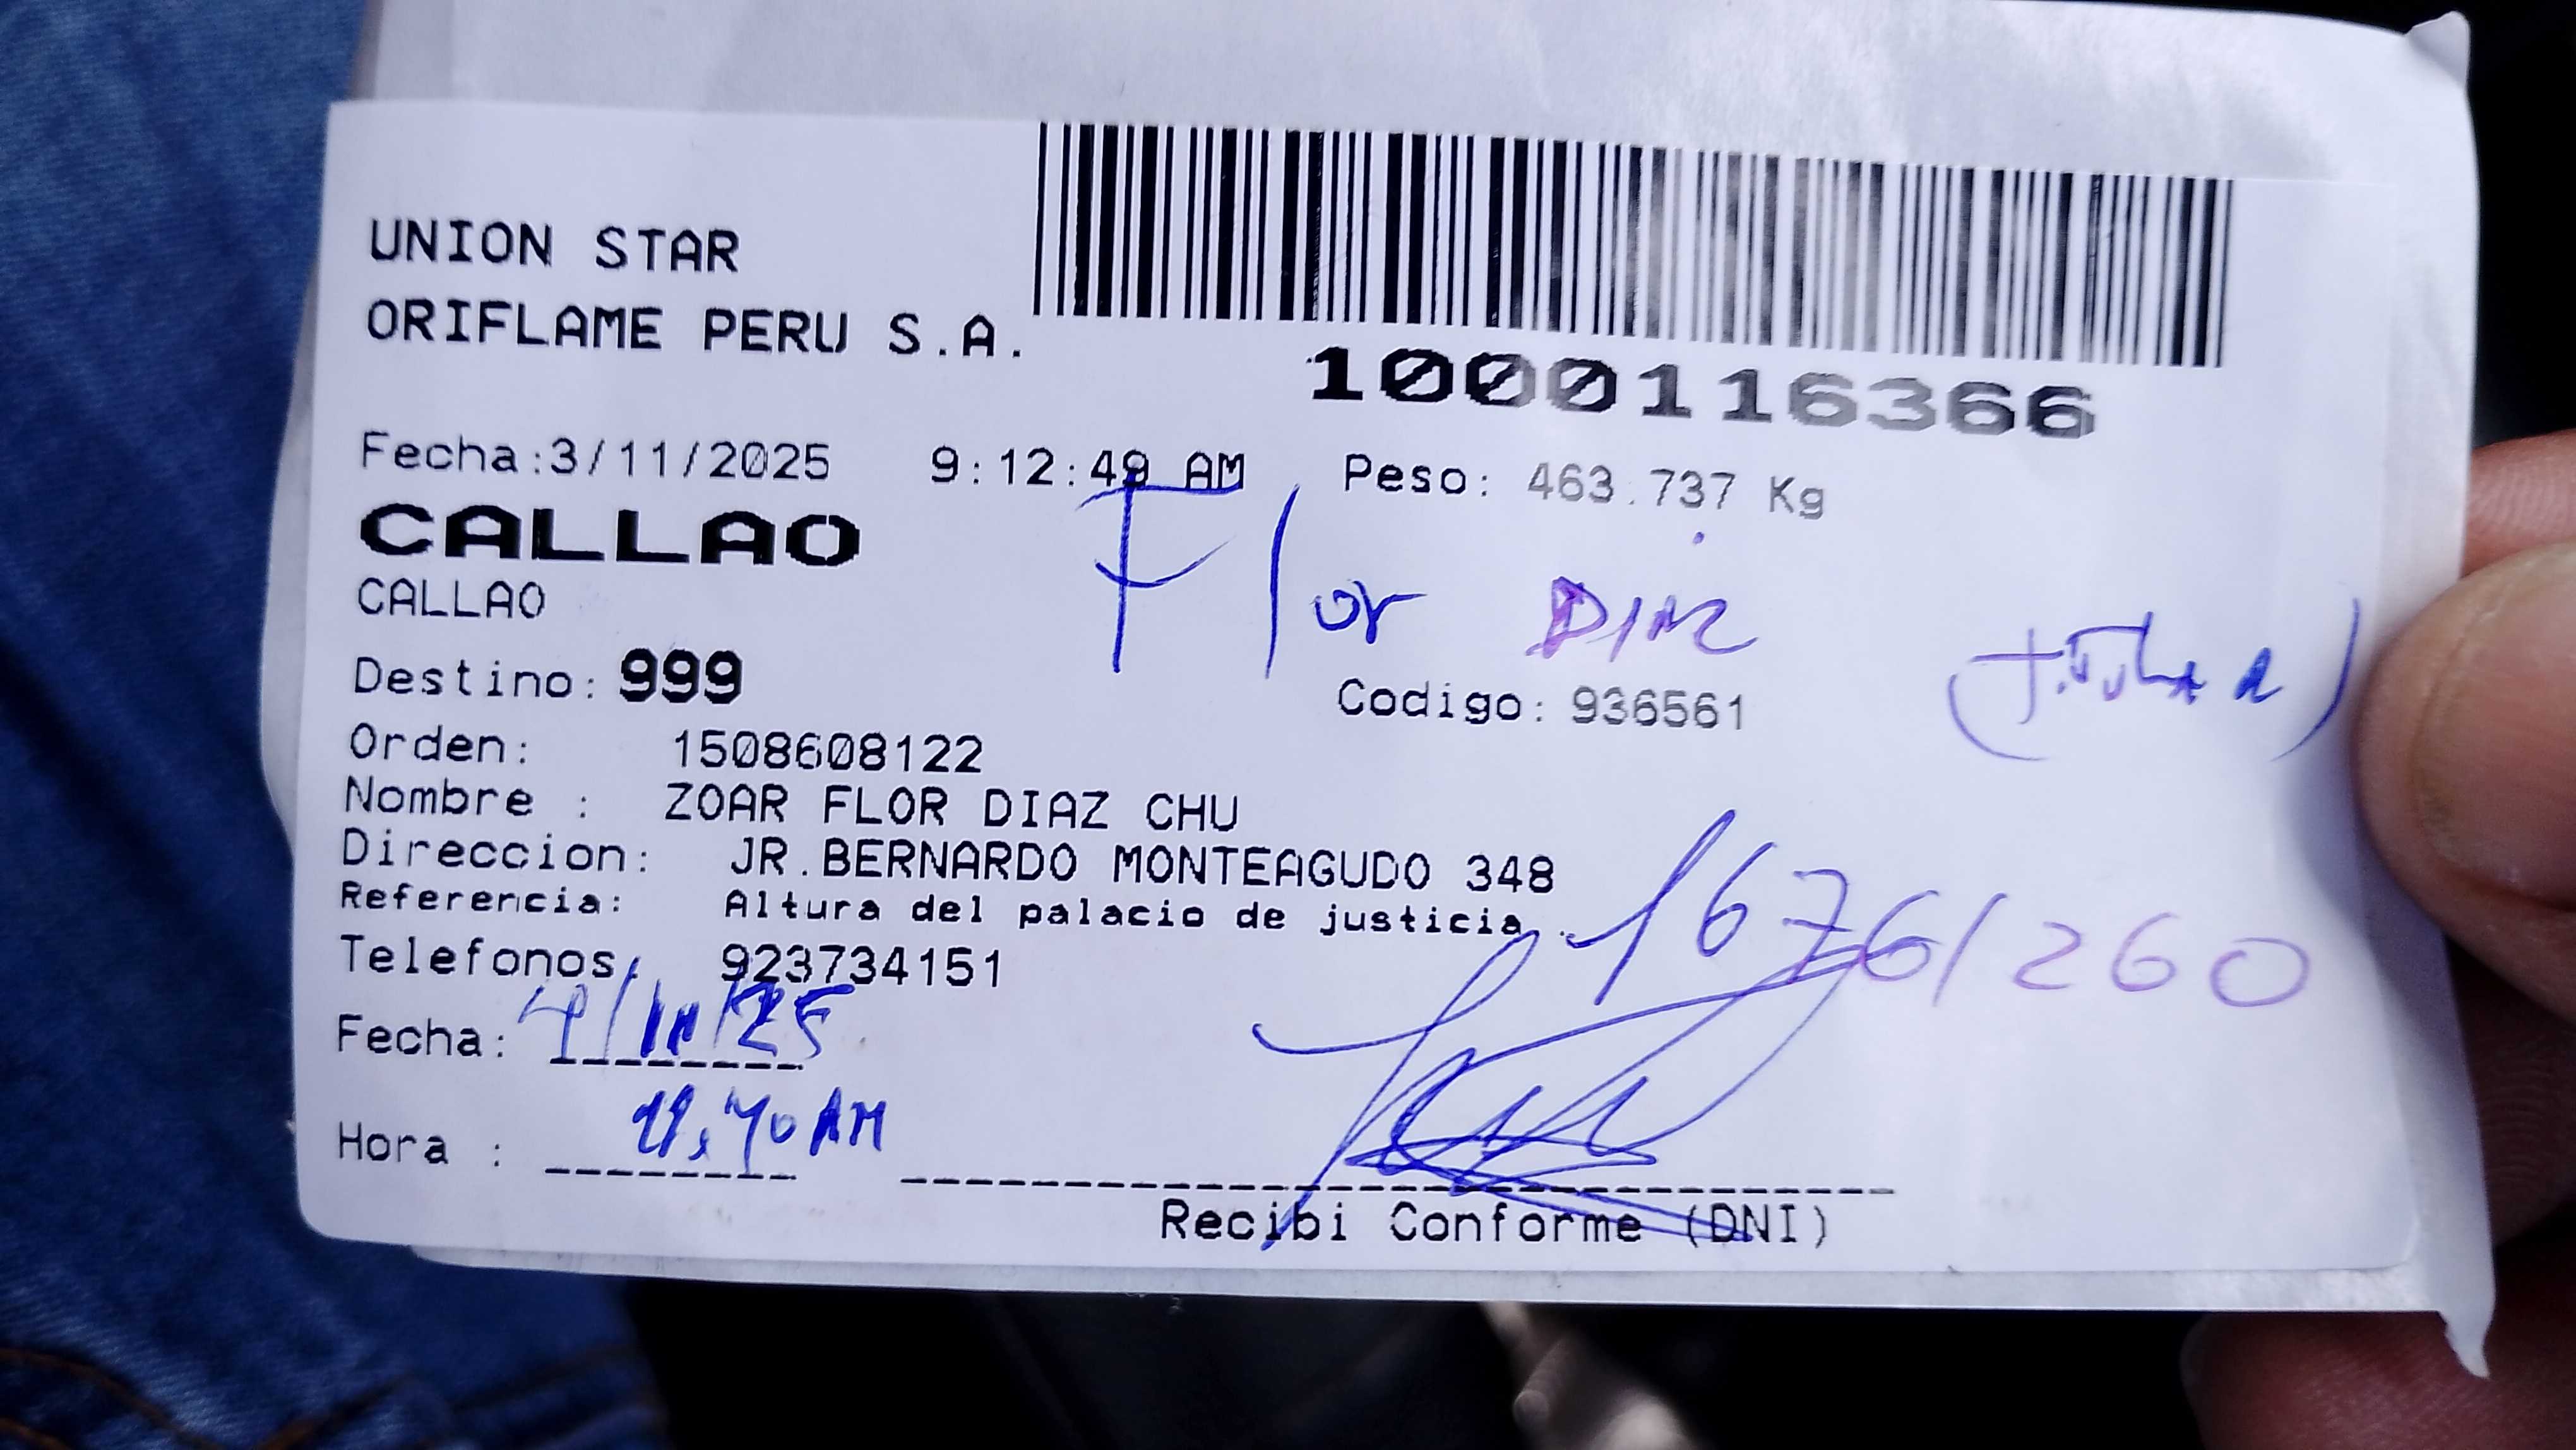 UNION STAR
ORIFLAME PERU S.A.
1000116366
Fecha:3/11/2025 9:12:49 AM Peso: 463.737 Kg
CALLAO
CALLAO
Flor DIAZ
(titular)
Destino: 999
Codigo: 936561
Orden: 1508608122
Nombre : ZOAR FLOR DIAZ CHU
Direccion: JR.BERNARDO MONTEAGUDO 348
Referencia: Altura del palacio de justicia.
16761260
Telefonos: 923734151
Fecha: 4/11/25
Hora : 11:40 AM
Recibi Conforme (DNI)